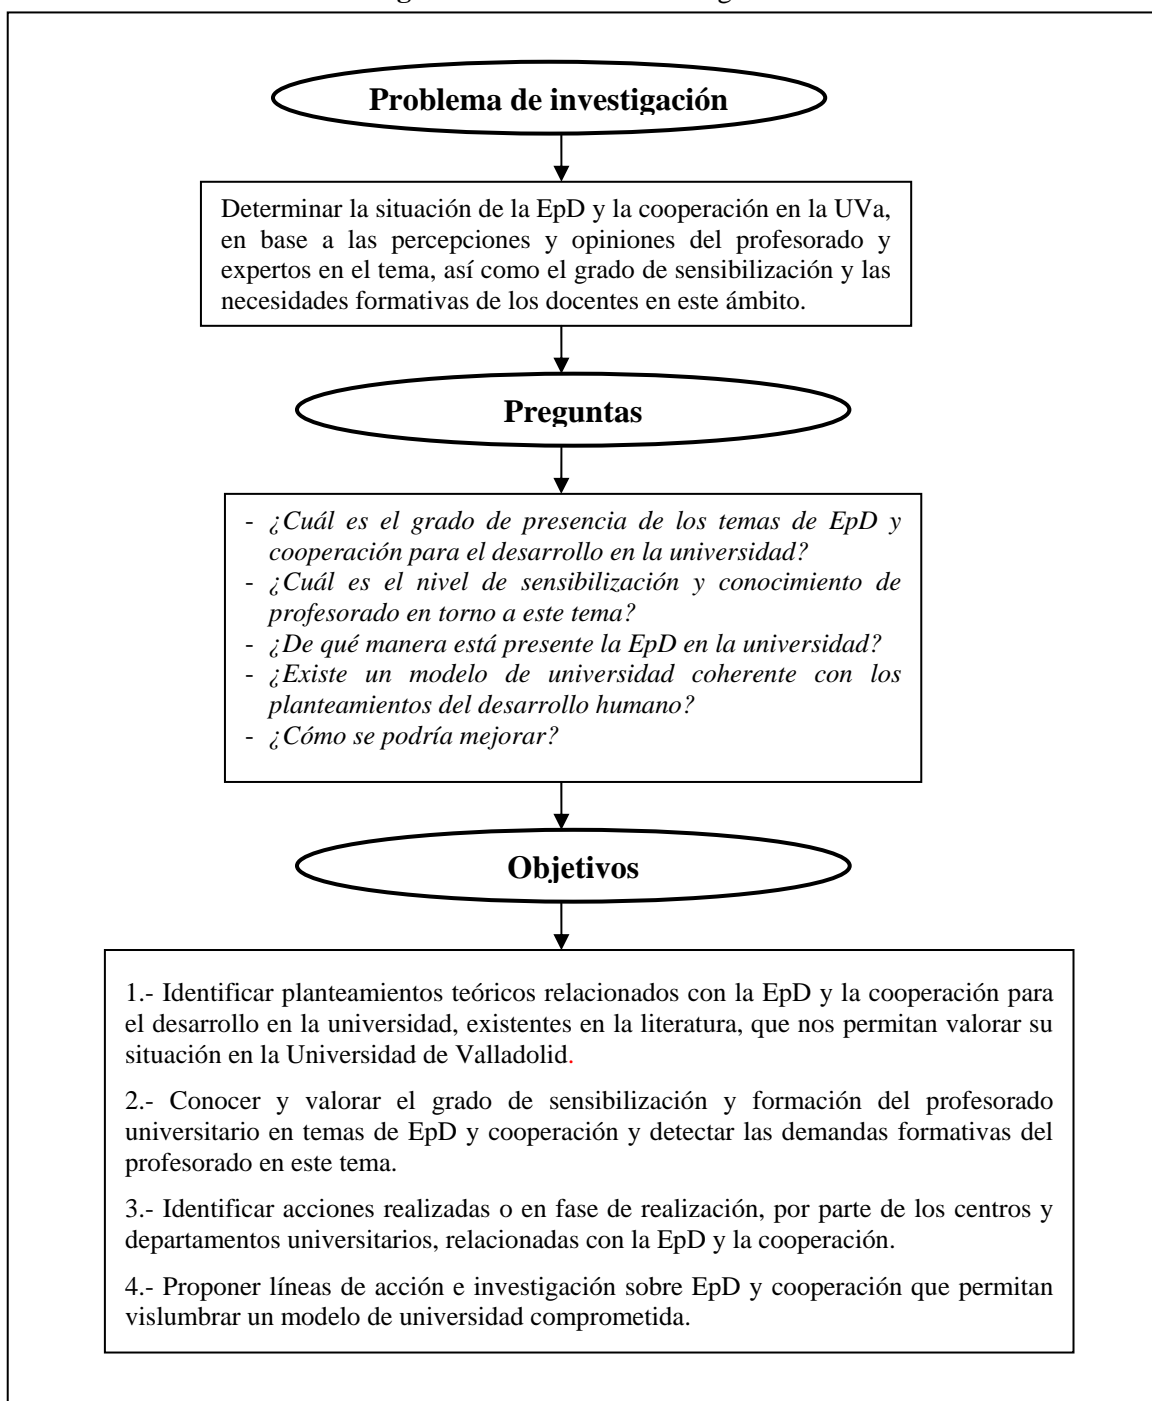 Problema de investigación
Determinar la situación de la EpD y la cooperación en la UVa,
en base a las percepciones y opiniones del profesorado y
expertos en el tema, así como el grado de sensibilización y las
necesidades formativas de los docentes en este ámbito.
Preguntas
- ¿Cuál es el grado de presencia de los temas de EpD y
cooperación para el desarrollo en la universidad?
- ¿Cuál es el nivel de sensibilización y conocimiento de
profesorado en torno a este tema?
- ¿De qué manera está presente la EpD en la universidad?
- ¿Existe un modelo de universidad coherente con los
planteamientos del desarrollo humano?
- ¿Cómo se podría mejorar?
Objetivos
1.- Identificar planteamientos teóricos relacionados con la EpD y la cooperación para
el desarrollo en la universidad, existentes en la literatura, que nos permitan valorar su
situación en la Universidad de Valladolid.
2.- Conocer y valorar el grado de sensibilización y formación del profesorado
universitario en temas de EpD y cooperación y detectar las demandas formativas del
profesorado en este tema.
3.- Identificar acciones realizadas o en fase de realización, por parte de los centros y
departamentos universitarios, relacionadas con la EpD y la cooperación.
4.- Proponer líneas de acción e investigación sobre EpD y cooperación que permitan
vislumbrar un modelo de universidad comprometida.